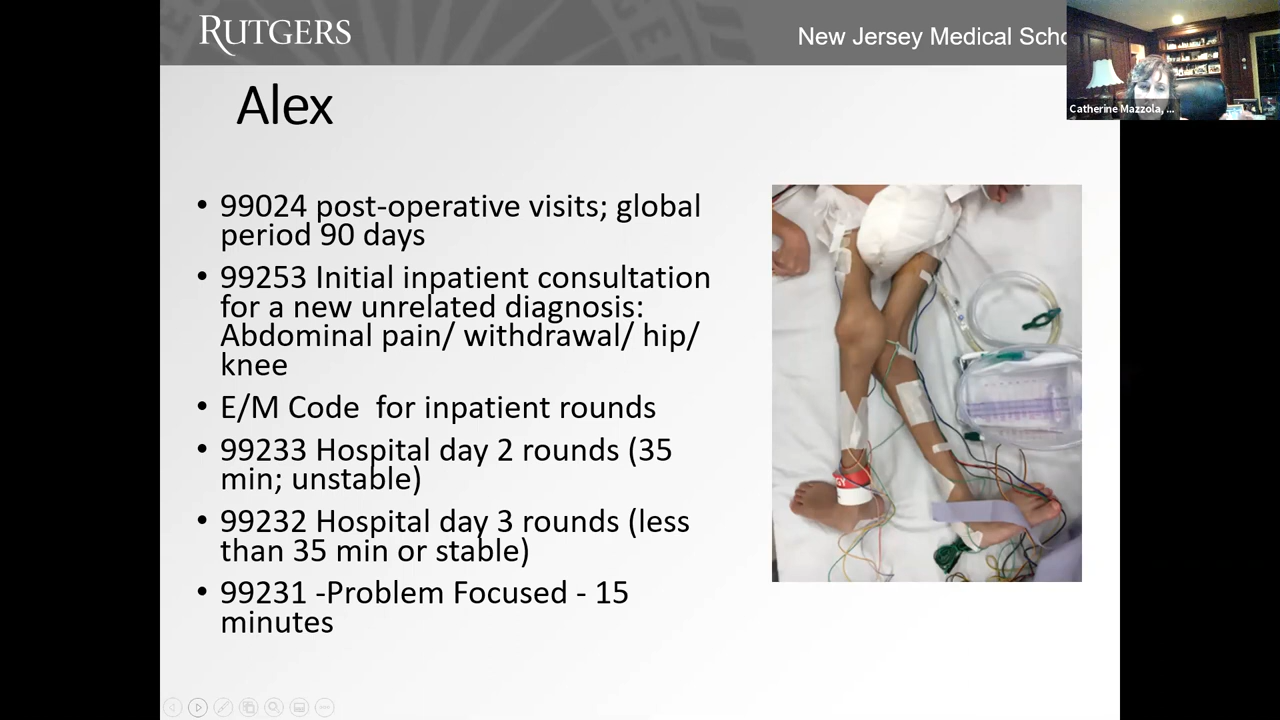 RUTGERS
New Jersey Medical Scho
Catherine Mazzola, ...
Alex
• 99024 post-operative visits; global
period 90 days
• 99253 Initial inpatient consultation
for a new unrelated diagnosis:
Abdominal pain/ withdrawal/ hip/
knee
• E/M Code for inpatient rounds
• 99233 Hospital day 2 rounds (35
min; unstable)
• 99232 Hospital day 3 rounds (less
than 35 min or stable)
• 99231 -Problem Focused - 15
minutes